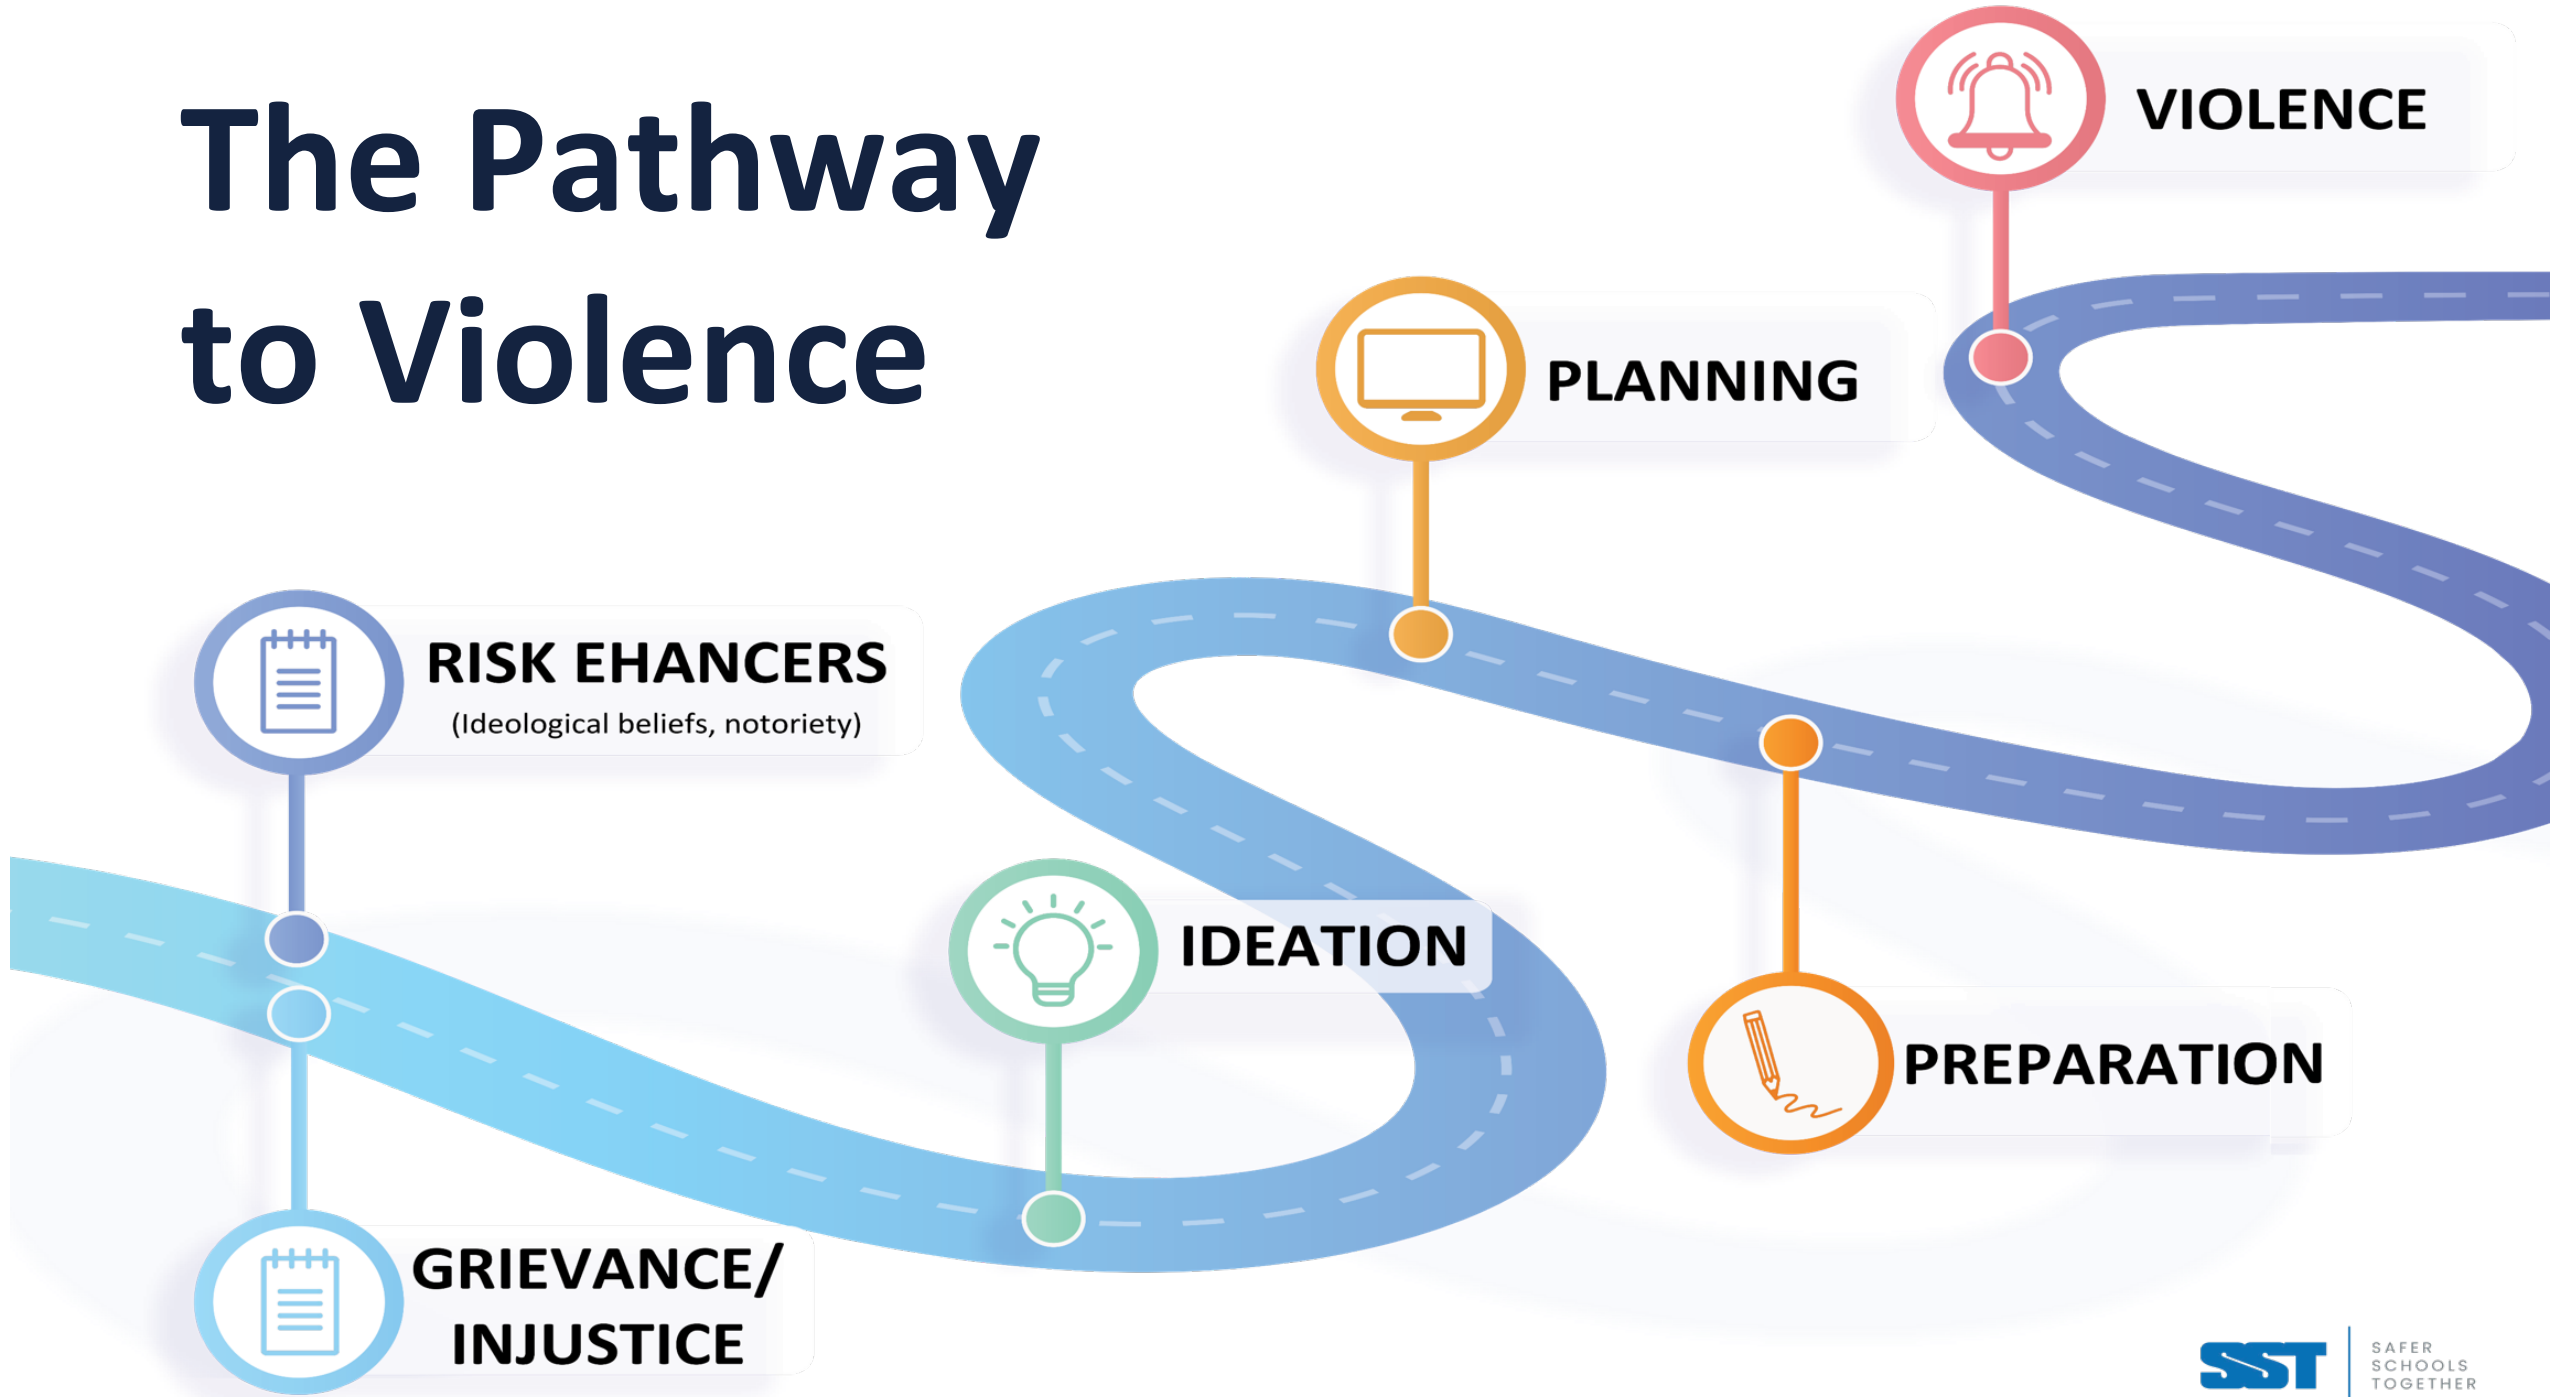 The Pathway
to Violence
VIOLENCE
PLANNING
RISK EHANCERS
(Ideological beliefs, notoriety)
IDEATION
PREPARATION
GRIEVANCE/
INJUSTICE
SST
SAFER
SCHOOLS
TOGETHER